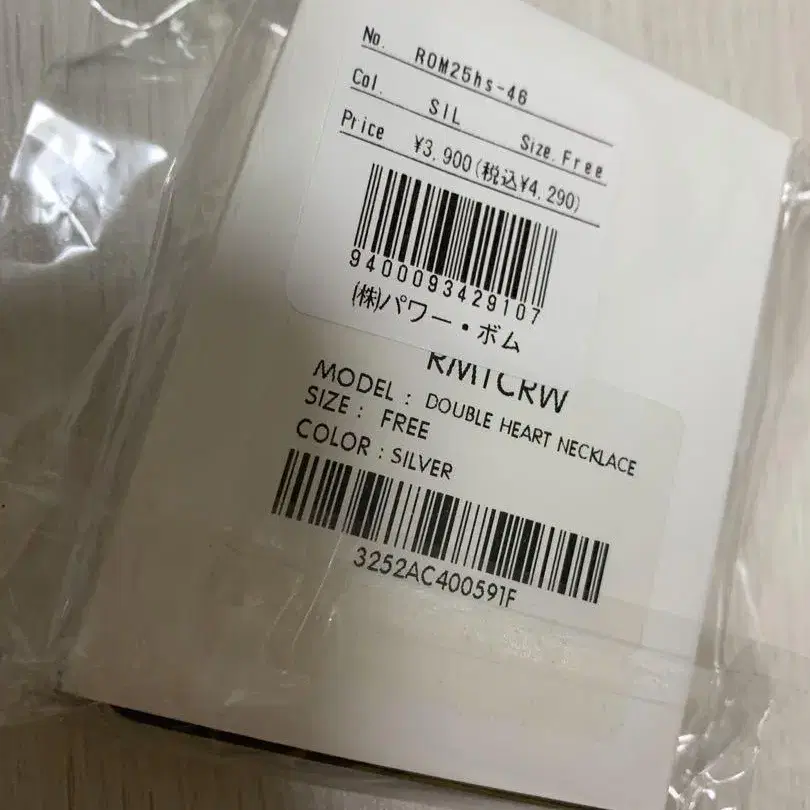 No. ROM25hs-46
Col. SIL Size.Free
Price ¥3,900(税込¥4,290)
9400093429107
(株)パワー・ボム
RMTCRW
MODEL : DOUBLE HEART NECKLACE
SIZE : FREE
COLOR : SILVER
3252AC400591F